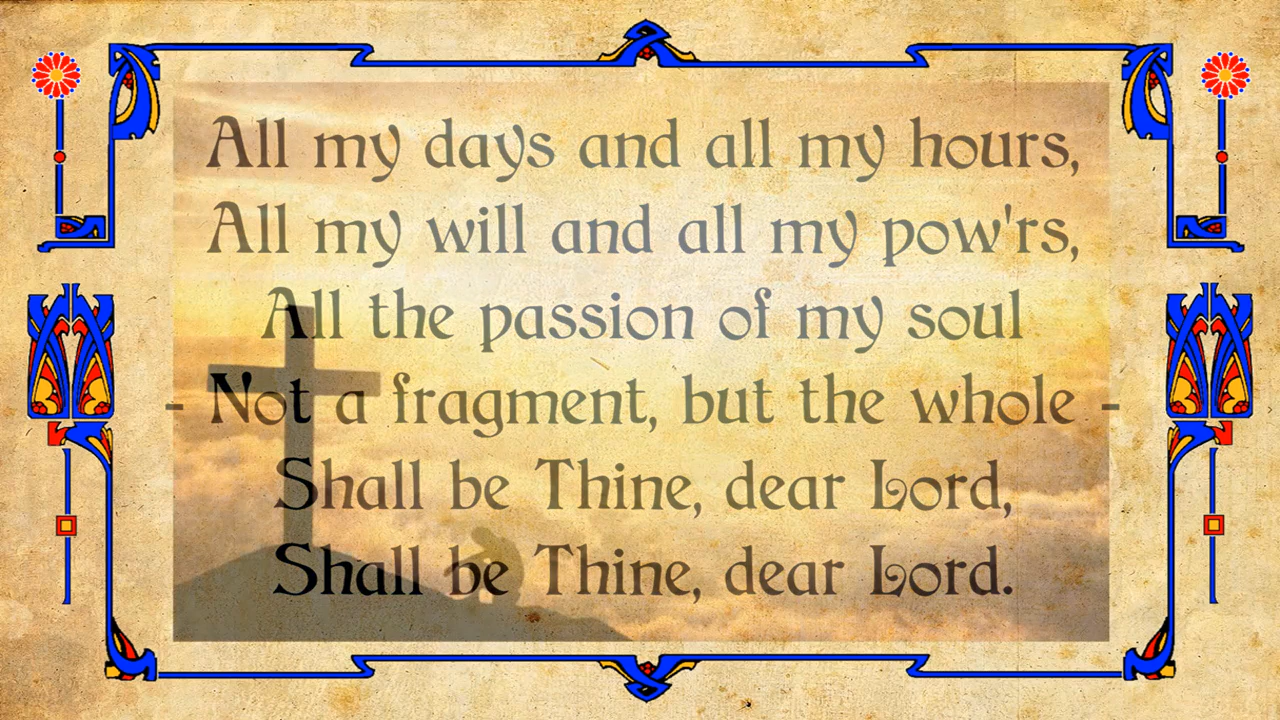 All my days and all my hours,
All my will and all my pow'rs,
All the passion of my soul
- Not a fragment, but the whole -
Shall be Thine, dear Lord,
Shall be Thine, dear Lord.